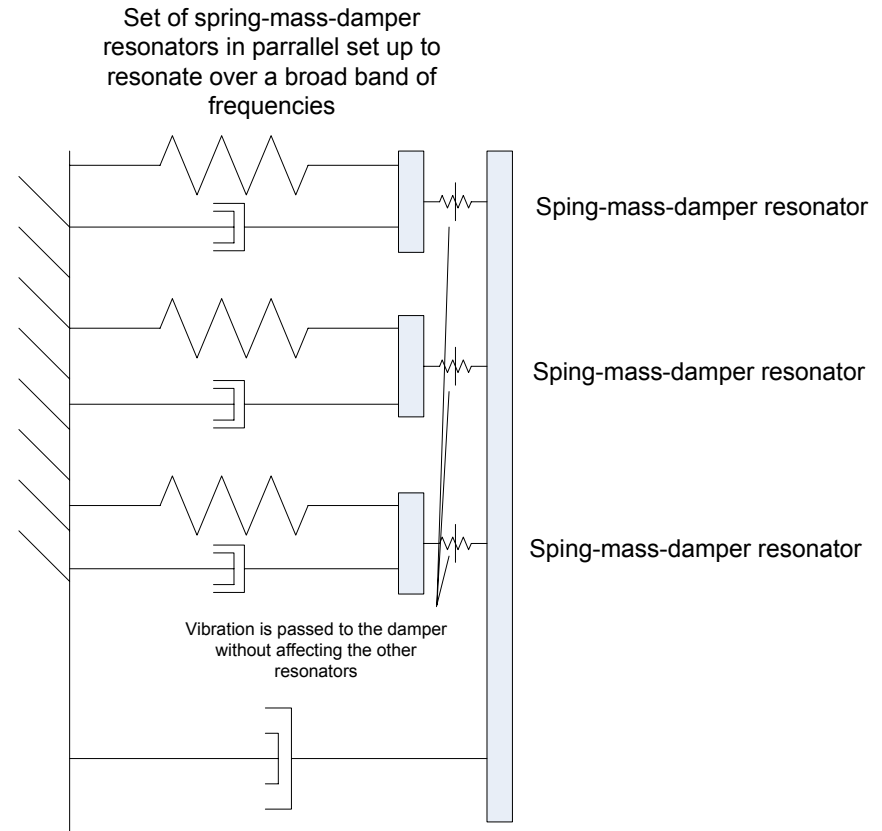 Set of spring-mass-damper
resonators in parrallel set up to
resonate over a broad band of
frequencies
Sping-mass-damper resonator
Sping-mass-damper resonator
Sping-mass-damper resonator
Vibration is passed to the damper
without affecting the other
resonators